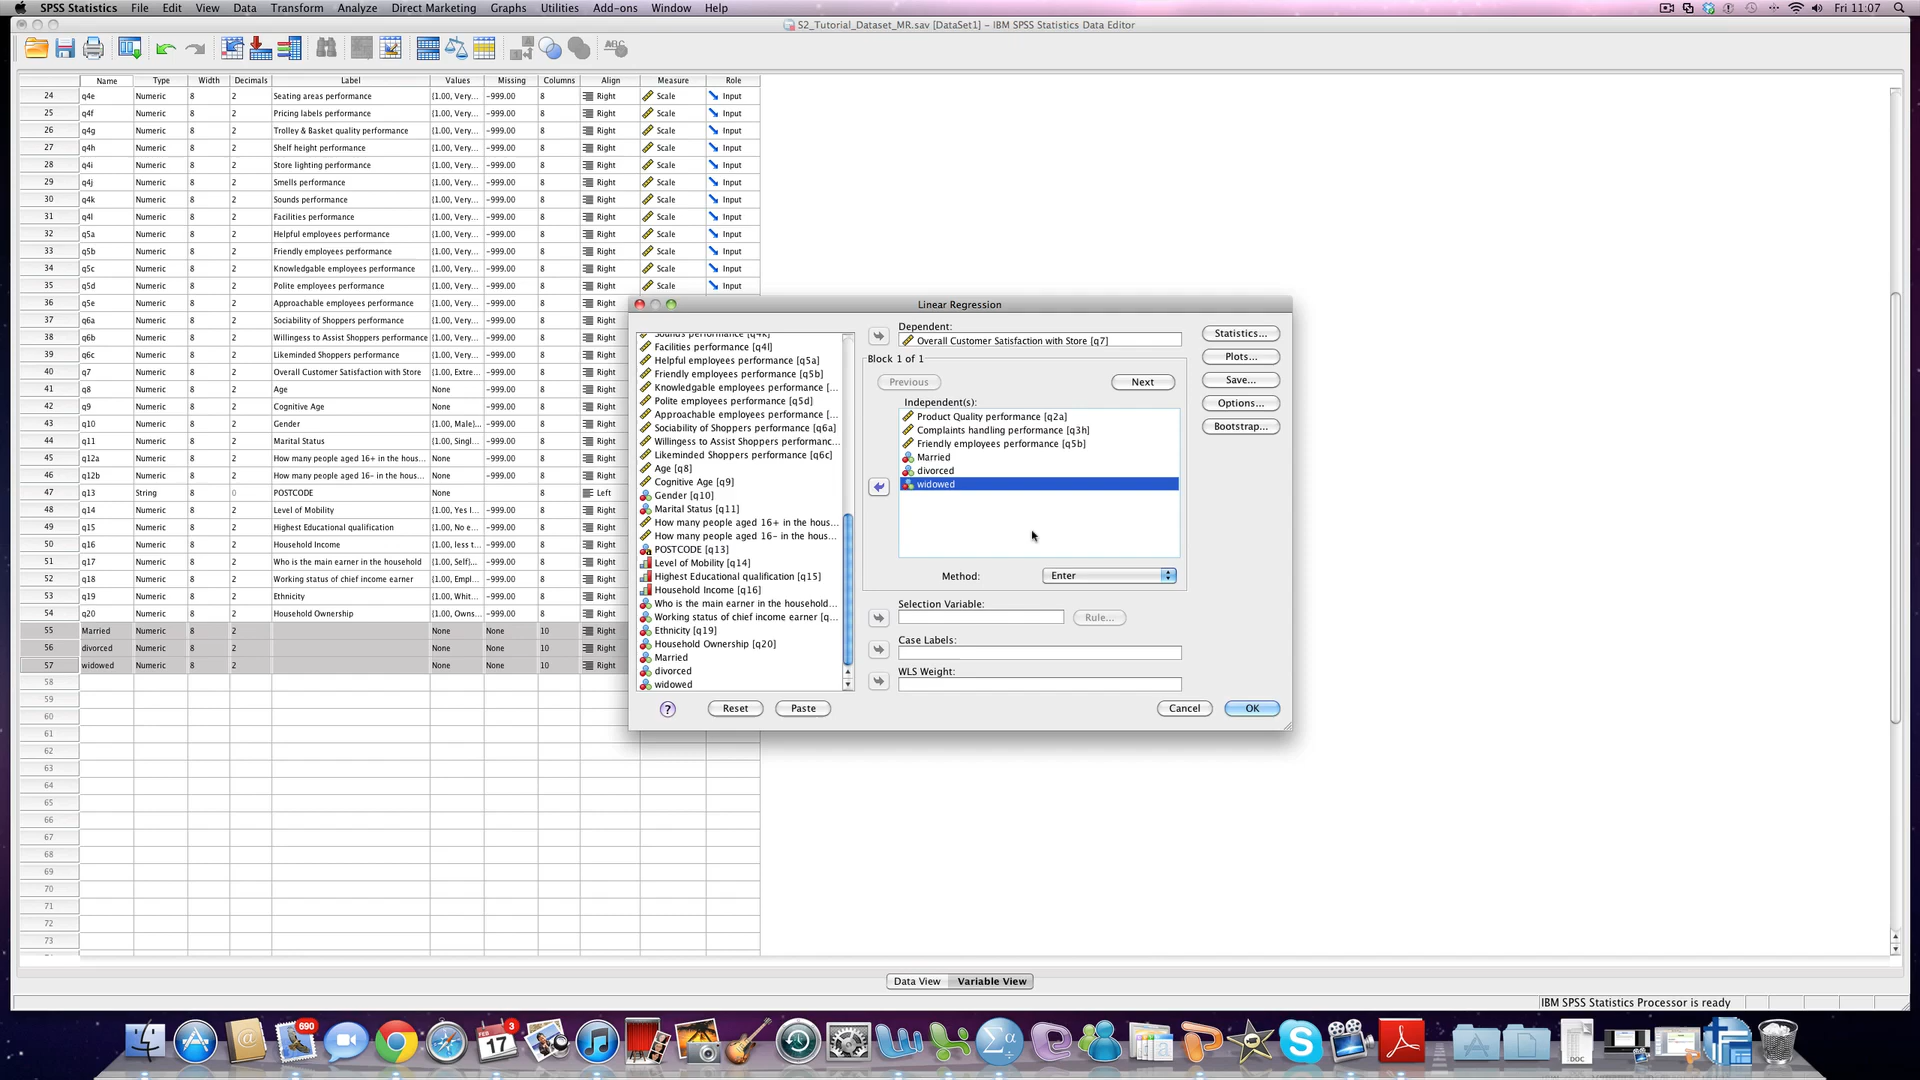 SPSS Statistics File Edit View Data Transform Analyze Direct Marketing Graphs Utilities Add-ons Window Help Fri 11:07
S2_Tutorial_Dataset_MR.sav [DataSet1] – IBM SPSS Statistics Data Editor
Name Type Width Decimals Label Values Missing Columns Align Measure Role
24 q4e Numeric 8 2 Seating areas performance {1.00, Very... -999.00 8 Right Scale Input
25 q4f Numeric 8 2 Pricing labels performance {1.00, Very... -999.00 8 Right Scale Input
26 q4g Numeric 8 2 Trolley & Basket quality performance {1.00, Very... -999.00 8 Right Scale Input
27 q4h Numeric 8 2 Shelf height performance {1.00, Very... -999.00 8 Right Scale Input
28 q4i Numeric 8 2 Store lighting performance {1.00, Very... -999.00 8 Right Scale Input
29 q4j Numeric 8 2 Smells performance {1.00, Very... -999.00 8 Right Scale Input
30 q4k Numeric 8 2 Sounds performance {1.00, Very... -999.00 8 Right Scale Input
31 q4l Numeric 8 2 Facilities performance {1.00, Very... -999.00 8 Right Scale Input
32 q5a Numeric 8 2 Helpful employees performance {1.00, Very... -999.00 8 Right Scale Input
33 q5b Numeric 8 2 Friendly employees performance {1.00, Very... -999.00 8 Right Scale Input
34 q5c Numeric 8 2 Knowledgable employees performance {1.00, Very... -999.00 8 Right Scale Input
35 q5d Numeric 8 2 Polite employees performance {1.00, Very... -999.00 8 Right Scale Input
36 q5e Numeric 8 2 Approachable employees performance {1.00, Very... -999.00 8 Right
37 q6a Numeric 8 2 Sociability of Shoppers performance {1.00, Very... -999.00 8 Right
38 q6b Numeric 8 2 Willingness to Assist Shoppers performance {1.00, Very... -999.00 8 Right
39 q6c Numeric 8 2 Likeminded Shoppers performance {1.00, Very... -999.00 8 Right
40 q7 Numeric 8 2 Overall Customer Satisfaction with Store {1.00, Extre... -999.00 8 Right
41 q8 Numeric 8 2 Age None -999.00 8 Right
42 q9 Numeric 8 2 Cognitive Age None -999.00 8 Right
43 q10 Numeric 8 2 Gender {1.00, Male}... -999.00 8 Right
44 q11 Numeric 8 2 Marital Status {1.00, Singl... -999.00 8 Right
45 q12a Numeric 8 2 How many people aged 16+ in the hous... None -999.00 8 Right
46 q12b Numeric 8 2 How many people aged 16- in the hous... None -999.00 8 Right
47 q13 String 8 0 POSTCODE None 8 Left
48 q14 Numeric 8 2 Level of Mobility {1.00, Yes I... -999.00 8 Right
49 q15 Numeric 8 2 Highest Educational qualification {1.00, No e... -999.00 8 Right
50 q16 Numeric 8 2 Household Income {1.00, less t... -999.00 8 Right
51 q17 Numeric 8 2 Who is the main earner in the household {1.00, Self}... -999.00 8 Right
52 q18 Numeric 8 2 Working status of chief income earner {1.00, Empl... -999.00 8 Right
53 q19 Numeric 8 2 Ethnicity {1.00, Whit... -999.00 8 Right
54 q20 Numeric 8 2 Household Ownership {1.00, Owns... -999.00 8 Right
55 Married Numeric 8 2 None None 10 Right
56 divorced Numeric 8 2 None None 10 Right
57 widowed Numeric 8 2 None None 10 Right
58
59
60
61
62
63
64
65
66
67
68
69
70
71
72
73
Linear Regression
Sounds performance [q4k]
Facilities performance [q4l]
Helpful employees performance [q5a]
Friendly employees performance [q5b]
Knowledgable employees performance [...
Polite employees performance [q5d]
Approachable employees performance [...
Sociability of Shoppers performance [q6a]
Willingness to Assist Shoppers performanc...
Likeminded Shoppers performance [q6c]
Age [q8]
Cognitive Age [q9]
Gender [q10]
Marital Status [q11]
How many people aged 16+ in the hous...
How many people aged 16- in the hous...
POSTCODE [q13]
Level of Mobility [q14]
Highest Educational qualification [q15]
Household Income [q16]
Who is the main earner in the household...
Working status of chief income earner [q...
Ethnicity [q19]
Household Ownership [q20]
Married
divorced
widowed
Dependent:
Overall Customer Satisfaction with Store [q7]
Block 1 of 1
Previous Next
Independent(s):
Product Quality performance [q2a]
Complaints handling performance [q3h]
Friendly employees performance [q5b]
Married
divorced
widowed
Method: Enter
Selection Variable:
Rule...
Case Labels:
WLS Weight:
Statistics...
Plots...
Save...
Options...
Bootstrap...
? Reset Paste Cancel OK
Data View Variable View
IBM SPSS Statistics Processor is ready
690
3
17
DOC